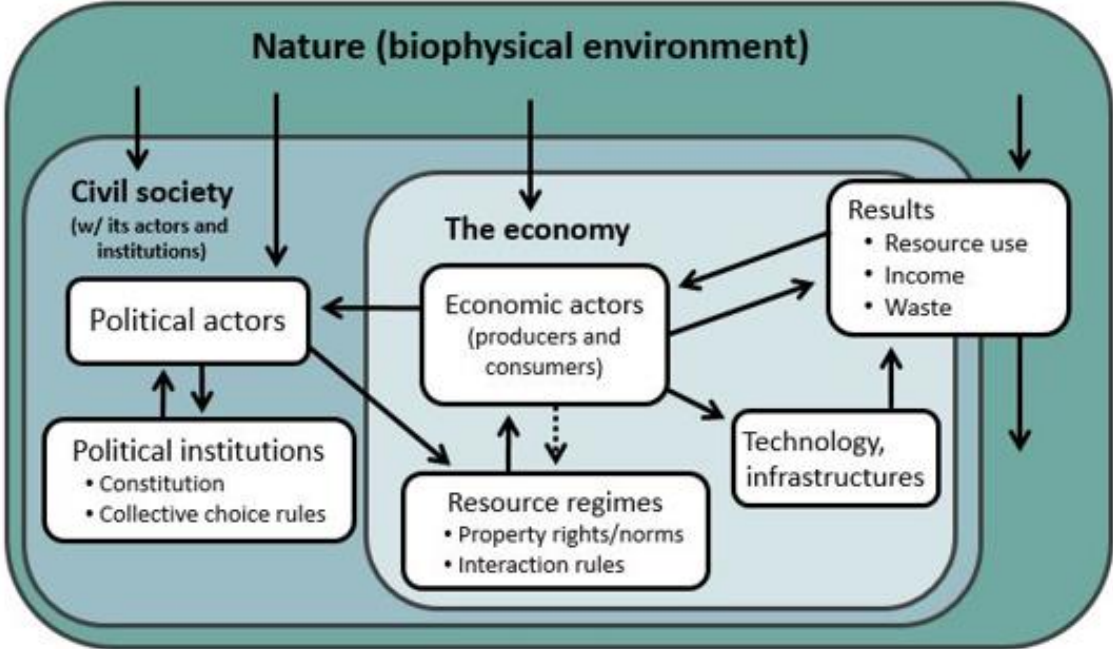 Nature (biophysical environment)
Civil society
(w/ its actors and
institutions)
The economy
Results
• Resource use
• Income
• Waste
Political actors
Economic actors
(producers and
consumers)
Political institutions
• Constitution
• Collective choice rules
Resource regimes
• Property rights/norms
• Interaction rules
Technology,
infrastructures